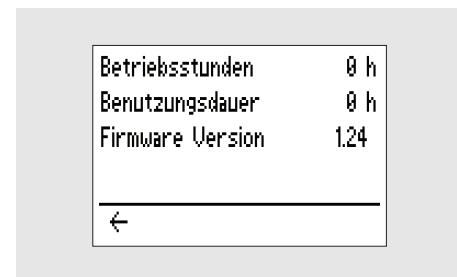 Betriebsstunden 0 h
Benutzungsdauer 0 h
Firmware Version 1.24
←